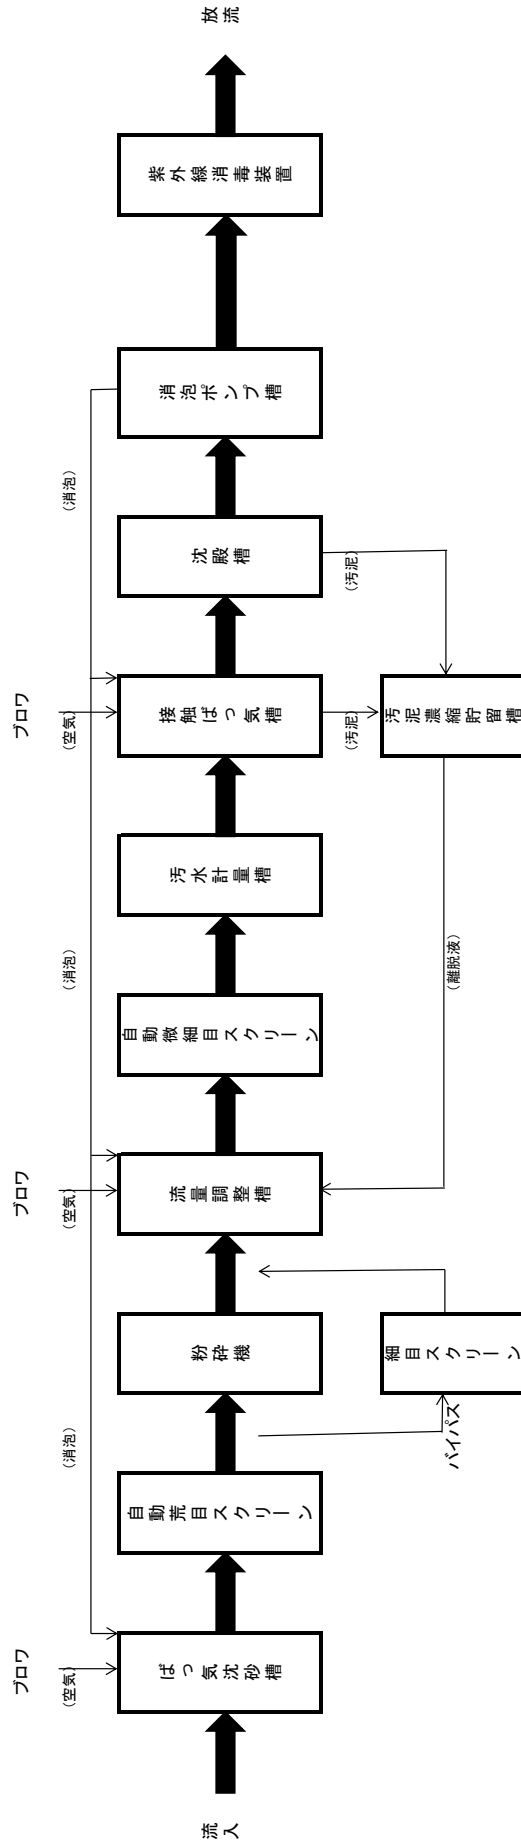 ブロワ
ブロワ
ブロワ
(空気)
(消泡)
(空気)
(消泡)
(空気)
(消泡)
流入
ばっ気沈砂槽
自動荒目スクリーン
粉砕機
流量調整槽
自動微細目スクリーン
汚水計量槽
接触ばっ気槽
沈殿槽
消泡ポンプ槽
紫外線消毒装置
放流
(汚泥)
(汚泥)
バイパス
細目スクリーン
(離脱液)
汚泥濃縮貯留槽